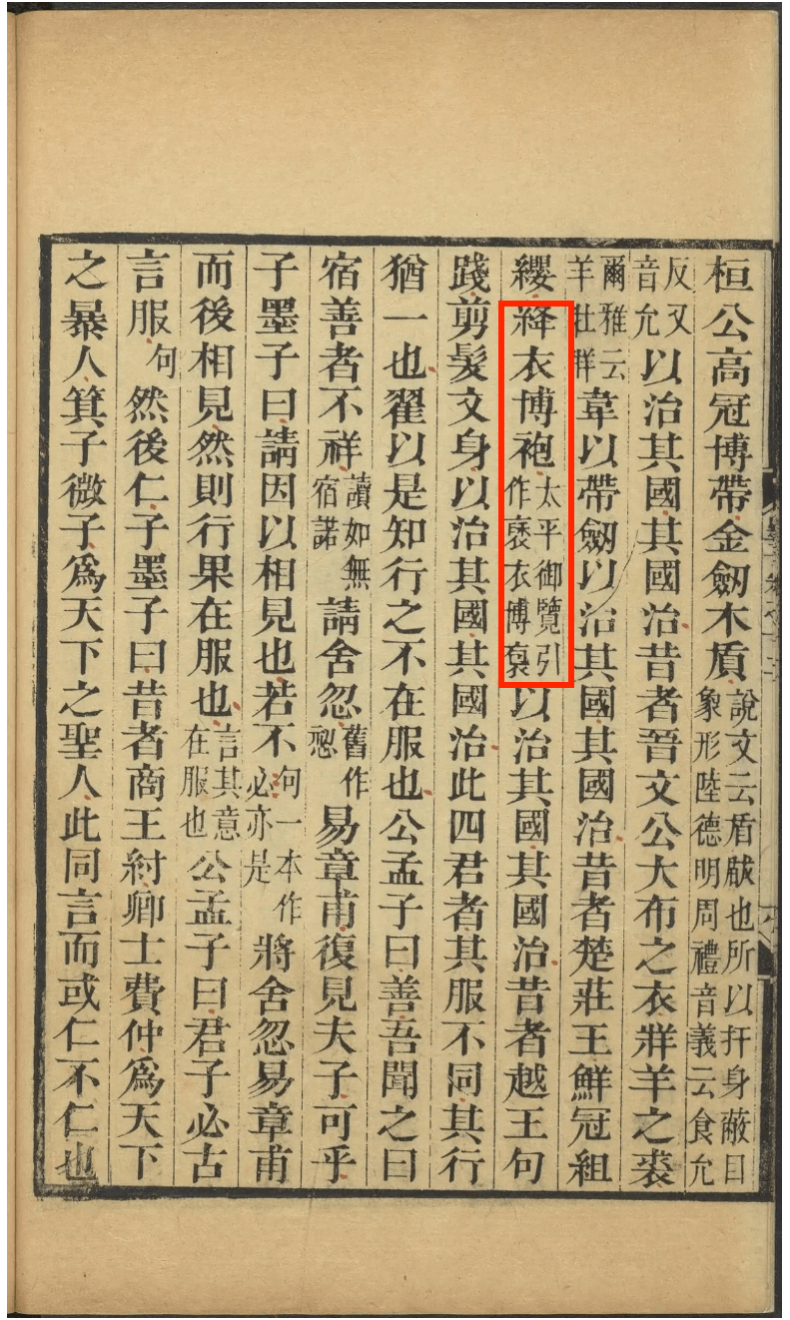 桓公高冠博帶金劒木盾說文云盾瞂也所以扞身蔽目象形陸德明周禮音義云食允
反又音允以治其國其國治昔者晉文公大布之衣牂羊之裘
爾雅云羊牡牂韋以帶劒以治其國其國治昔者楚莊王鮮冠組
纓綘衣博袍太平御覽引作褒衣博裒以治其國其國治昔者越王句
踐剪髮文身以治其國其國治此四君者其服不同其行
猶一也翟以是知行之不在服也公孟子曰善吾聞之曰
宿善者不祥讀如無宿諾請舍忽舊作易章甫復見夫子可乎
子墨子曰請因以相見也若不句一本作必亦是將舍忽易章甫
而後相見然則行果在服也言其意在服也公孟子曰君子必古
言服句然後仁子墨子曰昔者商王紂卿士費仲爲天下
之暴人箕子微子爲天下之聖人此同言而或仁不仁也